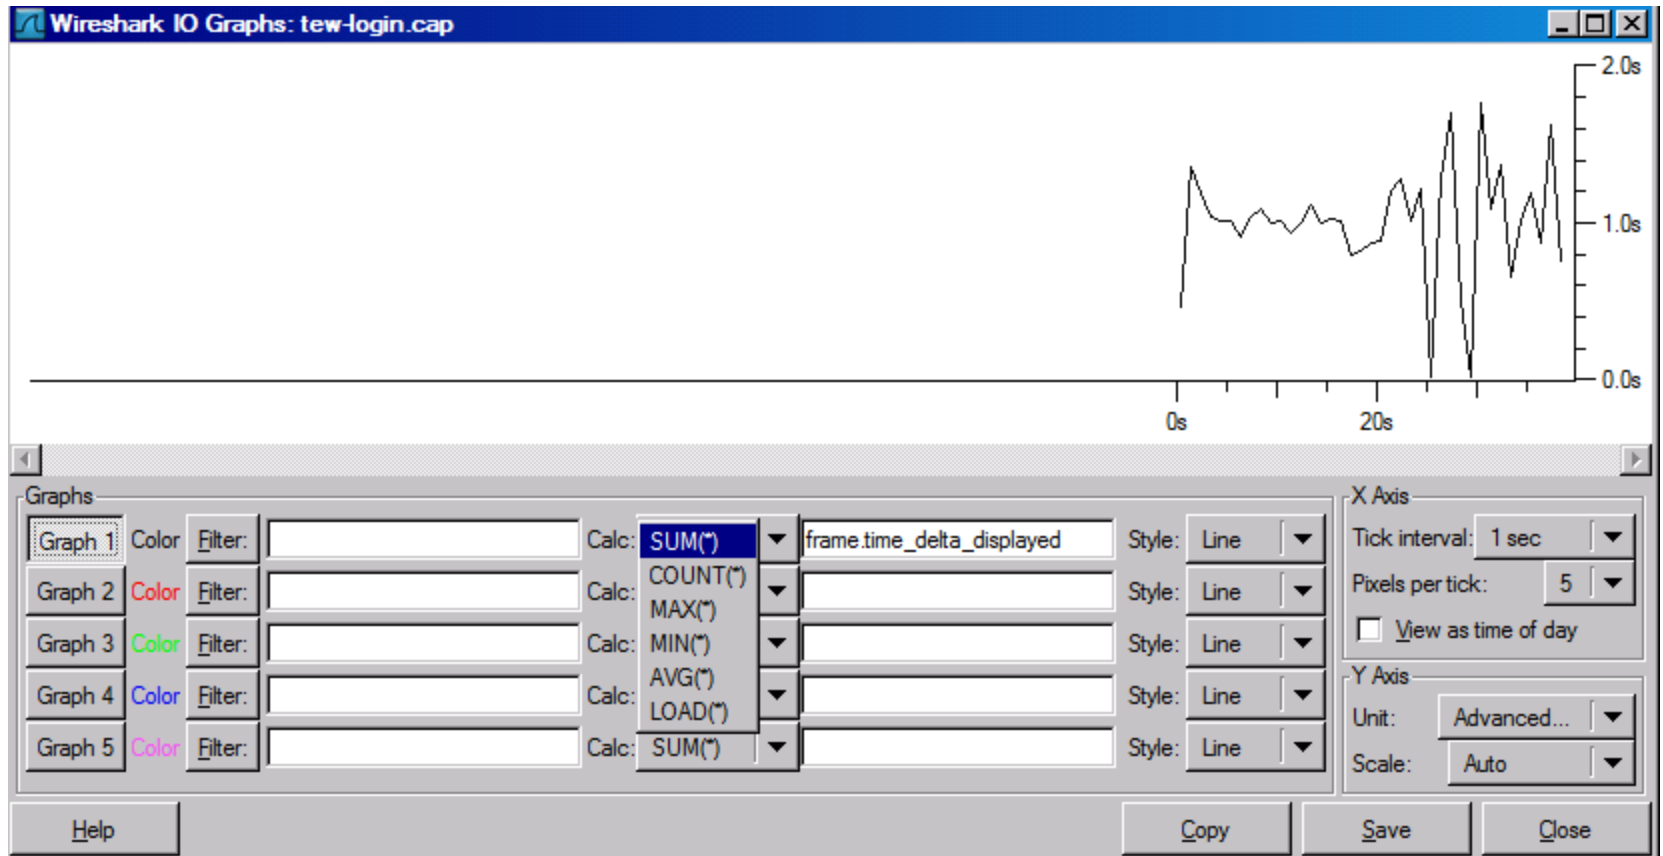 Wireshark IO Graphs: tew-login.cap
2.0s
1.0s
0.0s
0s 20s
Graphs
Graph 1 Color Filter: Calc: SUM(*) frame.time_delta_displayed Style: Line
COUNT(*)
Graph 2 Color Filter: Calc: Style: Line
MAX(*)
Graph 3 Color Filter: Calc: MIN(*) Style: Line
AVG(*)
Graph 4 Color Filter: Calc: Style: Line
LOAD(*)
Graph 5 Color Filter: Calc: SUM(*) Style: Line
X Axis
Tick interval: 1 sec
Pixels per tick: 5
View as time of day
Y Axis
Unit: Advanced...
Scale: Auto
Help Copy Save Close